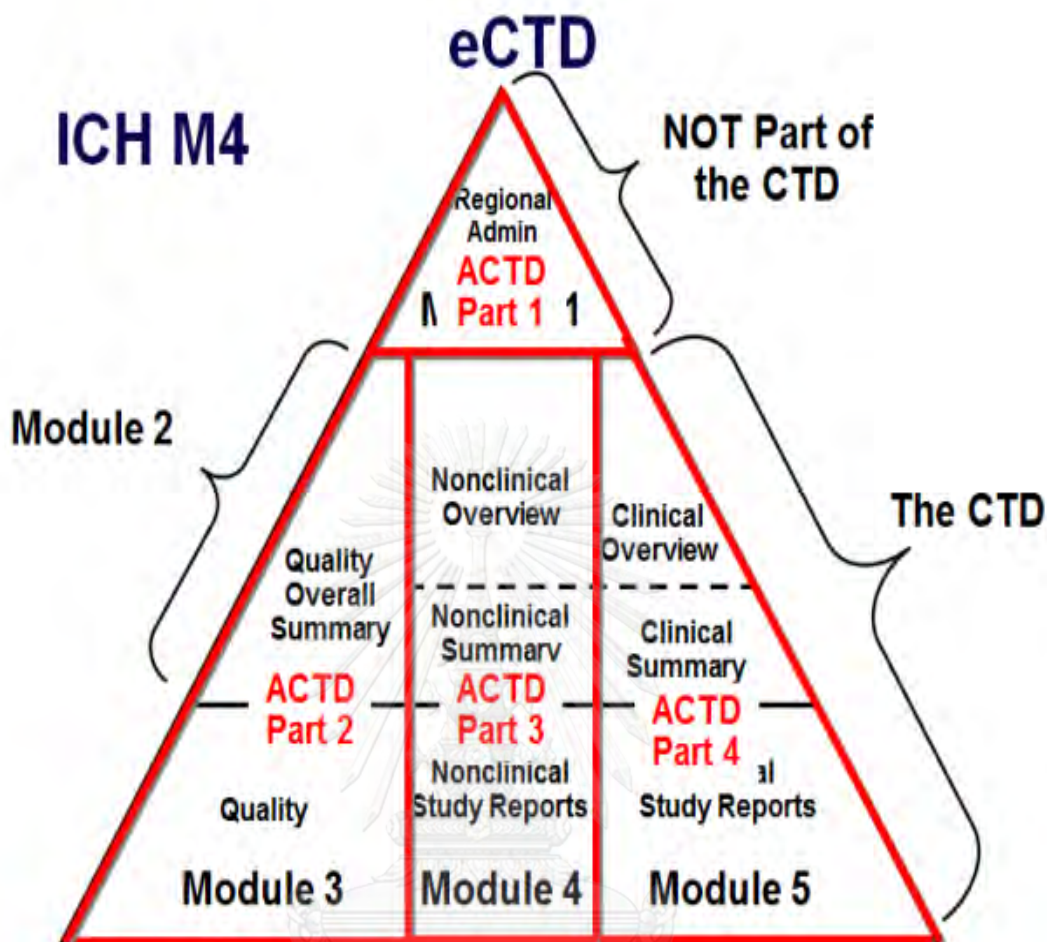 eCTD
ICH M4
NOT Part of
the CTD
Regional
Admin
ACTD
Part 1
1
Module 2
The CTD
Nonclinical
Overview
Clinical
Overview
Quality
Overall
Summary
Nonclinical
Summary
Clinical
Summary
ACTD
Part 2
ACTD
Part 3
ACTD
Part 4
Quality
Nonclinical
Study Reports
Study Reports
Module 3
Module 4
Module 5